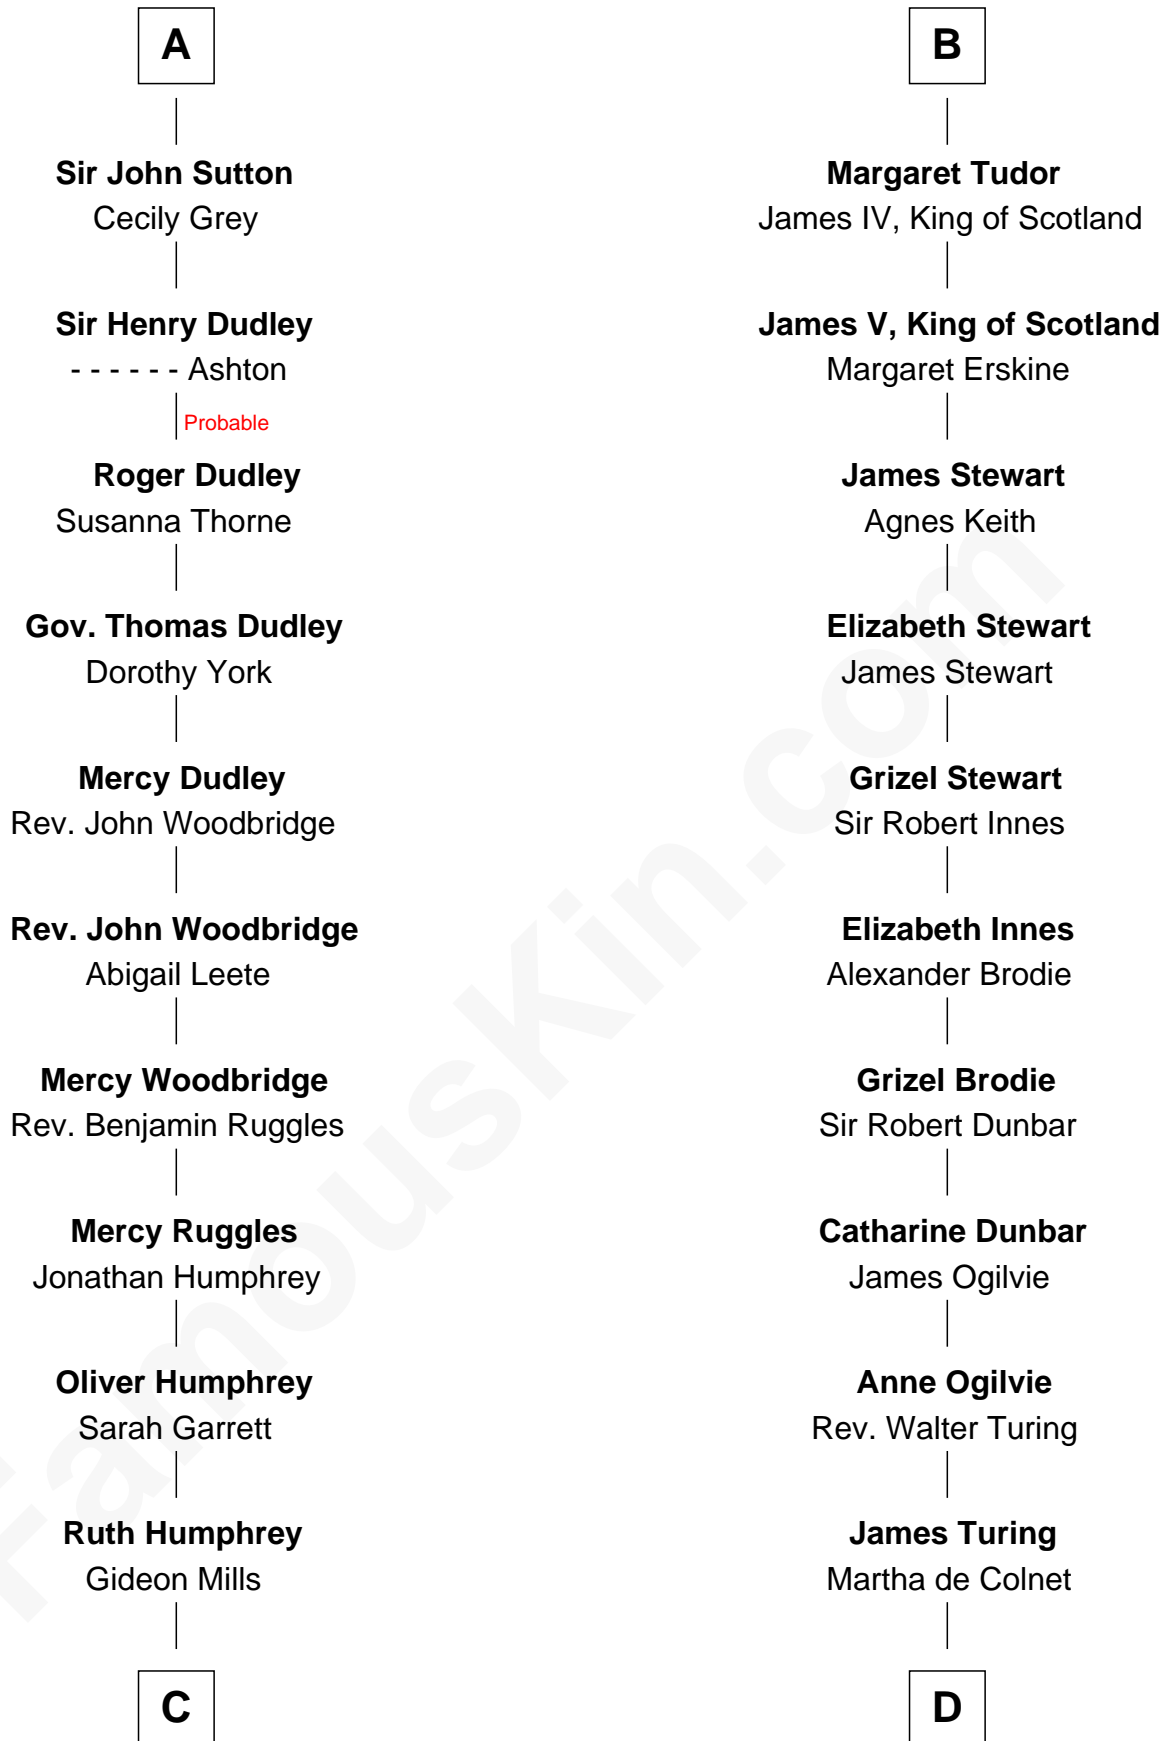 A
Sir John Sutton
Cecily Grey
Sir Henry Dudley
- - - - - - Ashton
Probable
Roger Dudley
Susanna Thorne
Gov. Thomas Dudley
Dorothy York
Mercy Dudley
Rev. John Woodbridge
Rev. John Woodbridge
Abigail Leete
Mercy Woodbridge
Rev. Benjamin Ruggles
Mercy Ruggles
Jonathan Humphrey
Oliver Humphrey
Sarah Garrett
Ruth Humphrey
Gideon Mills
C
B
Margaret Tudor
James IV, King of Scotland
James V, King of Scotland
Margaret Erskine
James Stewart
Agnes Keith
Elizabeth Stewart
James Stewart
Grizel Stewart
Sir Robert Innes
Elizabeth Innes
Alexander Brodie
Grizel Brodie
Sir Robert Dunbar
Catharine Dunbar
James Ogilvie
Anne Ogilvie
Rev. Walter Turing
James Turing
Martha de Colnet
D
FamousKin.com